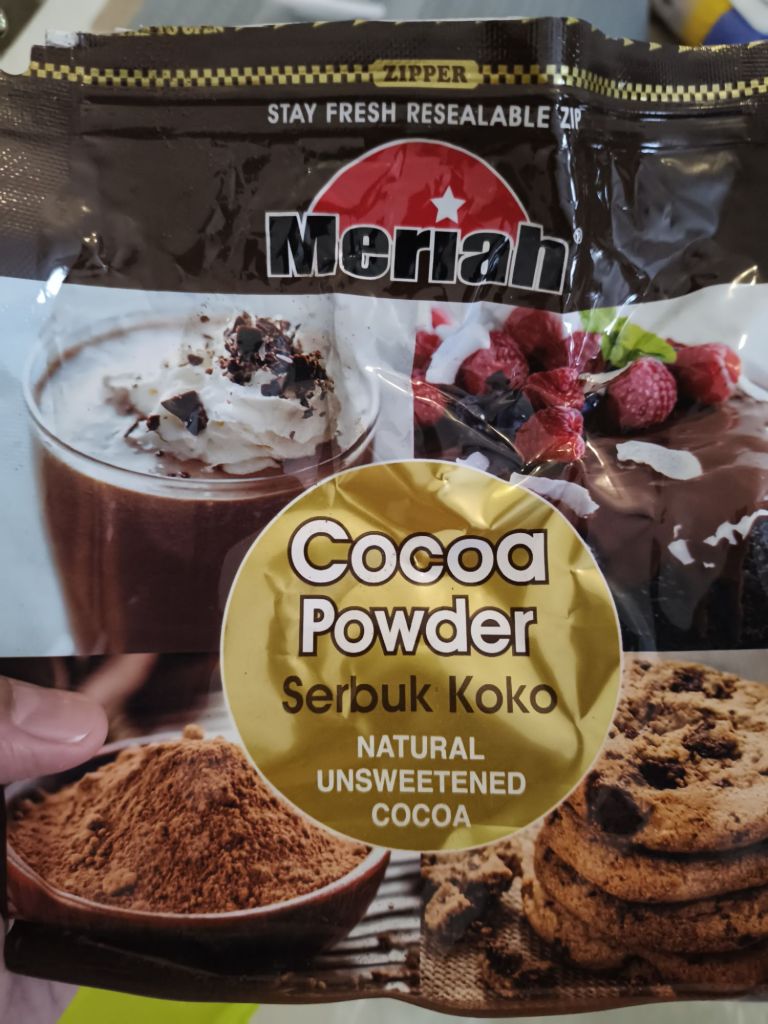 ZIPPER
STAY FRESH RESEALABLE ZIP
Meriah®
Cocoa
Powder
Serbuk Koko
NATURAL
UNSWEETENED
COCOA